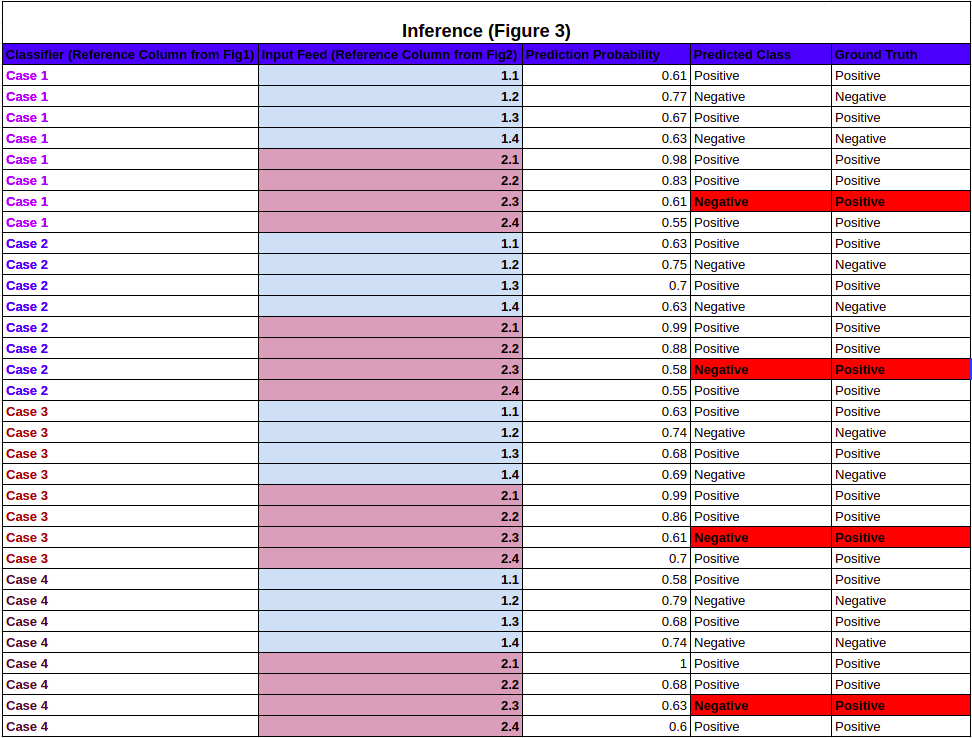 Inference (Figure 3)
Classifier (Reference Column from Fig1) Input Feed (Reference Column from Fig2) Prediction Probability Predicted Class Ground Truth
Case 1 1.1 0.61 Positive Positive
Case 1 1.2 0.77 Negative Negative
Case 1 1.3 0.67 Positive Positive
Case 1 1.4 0.63 Negative Negative
Case 1 2.1 0.98 Positive Positive
Case 1 2.2 0.83 Positive Positive
Case 1 2.3 0.61 Negative Positive
Case 1 2.4 0.55 Positive Positive
Case 2 1.1 0.63 Positive Positive
Case 2 1.2 0.75 Negative Negative
Case 2 1.3 0.7 Positive Positive
Case 2 1.4 0.63 Negative Negative
Case 2 2.1 0.99 Positive Positive
Case 2 2.2 0.88 Positive Positive
Case 2 2.3 0.58 Negative Positive
Case 2 2.4 0.55 Positive Positive
Case 3 1.1 0.63 Positive Positive
Case 3 1.2 0.74 Negative Negative
Case 3 1.3 0.68 Positive Positive
Case 3 1.4 0.69 Negative Negative
Case 3 2.1 0.99 Positive Positive
Case 3 2.2 0.86 Positive Positive
Case 3 2.3 0.61 Negative Positive
Case 3 2.4 0.7 Positive Positive
Case 4 1.1 0.58 Positive Positive
Case 4 1.2 0.79 Negative Negative
Case 4 1.3 0.68 Positive Positive
Case 4 1.4 0.74 Negative Negative
Case 4 2.1 1 Positive Positive
Case 4 2.2 0.68 Positive Positive
Case 4 2.3 0.63 Negative Positive
Case 4 2.4 0.6 Positive Positive